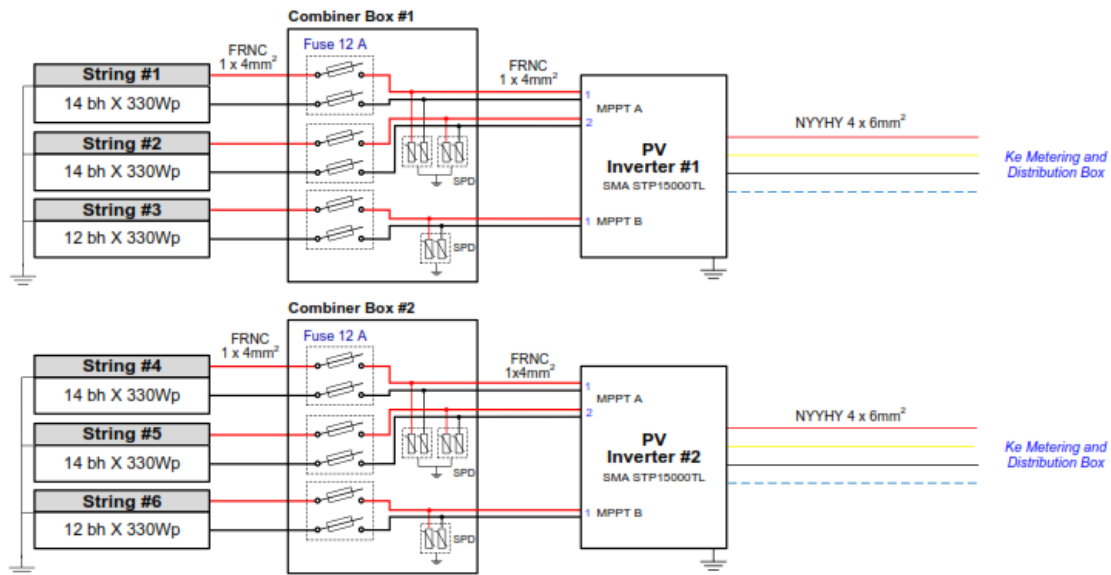 Combiner Box #1
Fuse 12 A
FRNC
1 x 4mm²
FRNC
1 x 4mm²
String #1
14 bh X 330Wp
String #2
14 bh X 330Wp
String #3
12 bh X 330Wp
SPD
SPD
1
MPPT A
2
PV
Inverter #1
SMA STP15000TL
1 MPPT B
NYYHY 4 x 6mm²
Ke Metering and
Distribution Box
Combiner Box #2
Fuse 12 A
FRNC
1 x 4mm²
FRNC
1x4mm²
String #4
14 bh X 330Wp
String #5
14 bh X 330Wp
String #6
12 bh X 330Wp
SPD
SPD
1
MPPT A
2
PV
Inverter #2
SMA STP15000TL
1 MPPT B
NYYHY 4 x 6mm²
Ke Metering and
Distribution Box